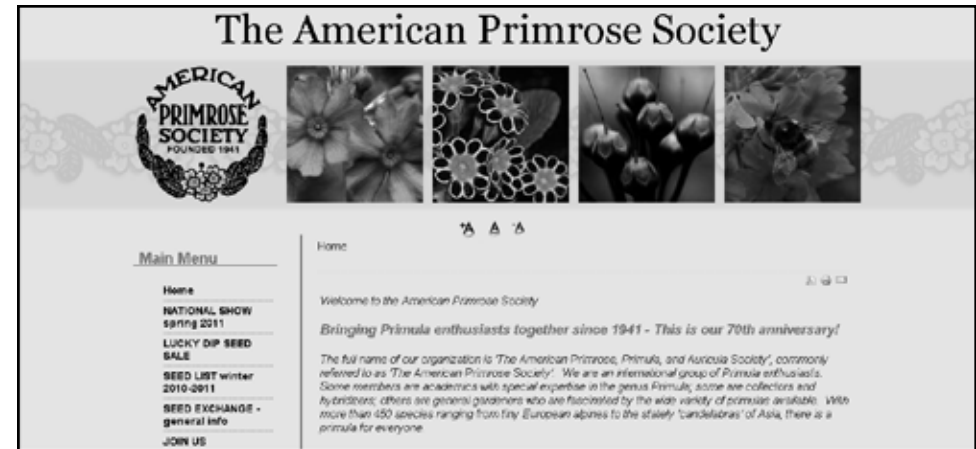 The American Primrose Society
AMERICAN
PRIMROSE
SOCIETY
FOUNDED 1941
+A A -A
Main Menu
Home
NATIONAL SHOW
spring 2011
LUCKY DIP SEED
SALE
SEED LIST winter
2010-2011
SEED EXCHANGE -
general info
JOIN US
Home
Welcome to the American Primrose Society
Bringing Primula enthusiasts together since 1941 - This is our 70th anniversary!
The full name of our organization is 'The American Primrose, Primula, and Auricula Society', commonly
referred to as 'The American Primrose Society'. We are an international group of Primula enthusiasts.
Some members are academics with special expertise in the genus Primula; some are collectors and
hybridizers; others are general gardeners who are fascinated by the wide variety of primulas available. With
more than 450 species ranging from tiny European alpines to the stately 'candelabras' of Asia, there is a
primula for everyone.